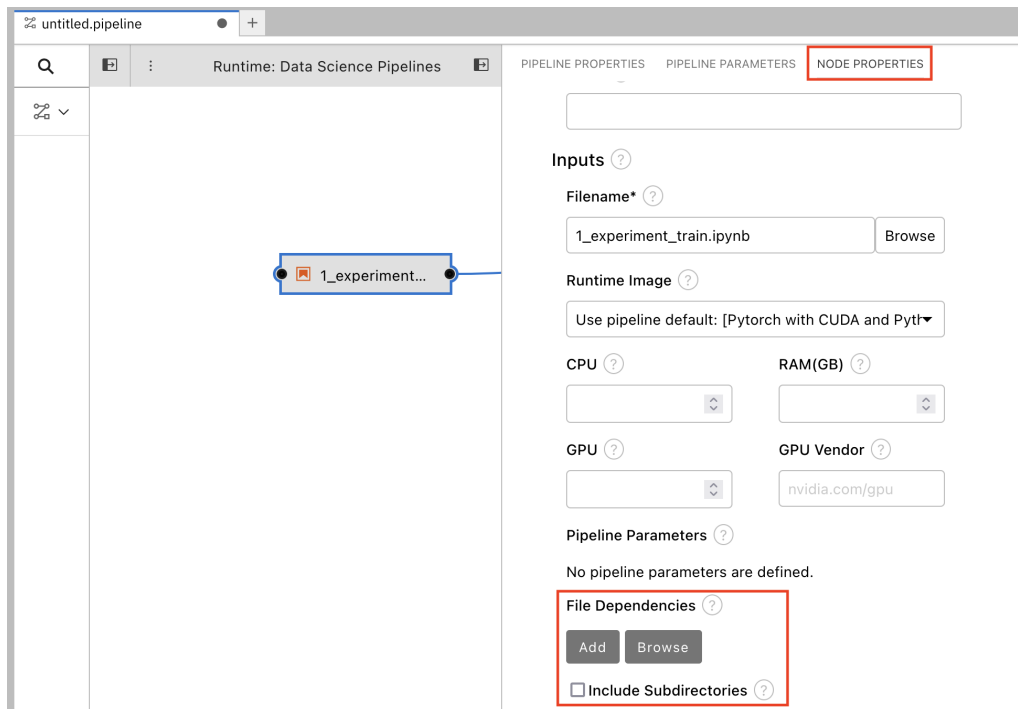 untitled.pipeline
+
Runtime: Data Science Pipelines
PIPELINE PROPERTIES PIPELINE PARAMETERS NODE PROPERTIES
Inputs ?
Filename* ?
1_experiment_train.ipynb Browse
1_experiment...
Runtime Image ?
Use pipeline default: [Pytorch with CUDA and Pyth
CPU ? RAM(GB) ?
GPU ? GPU Vendor ?
nvidia.com/gpu
Pipeline Parameters ?
No pipeline parameters are defined.
File Dependencies ?
Add Browse
Include Subdirectories ?